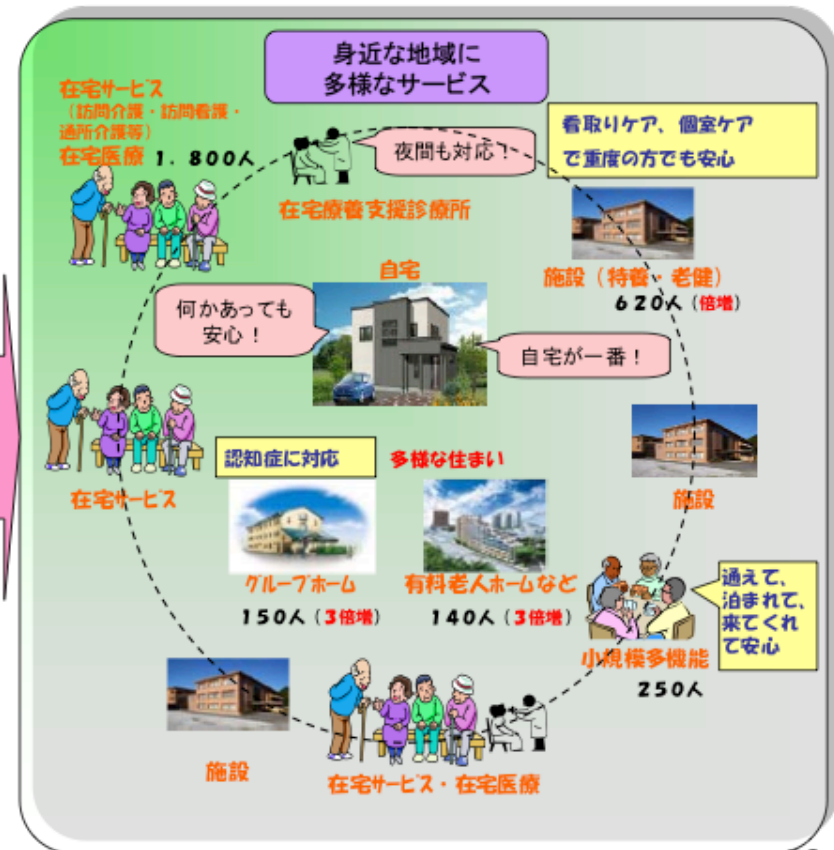 身近な地域に
多様なサービス
在宅サービス
（訪問介護・訪問看護・
通所介護等）
在宅医療 1．800人
夜間も対応！
看取りケア、個室ケア
で重度の方でも安心
在宅療養支援診療所
施設（特養・老健）
620人（倍増）
自宅
何かあっても
安心！
自宅が一番！
在宅サービス
認知症に対応
多様な住まい
施設
グループホーム
150人（3倍増）
有料老人ホームなど
140人（3倍増）
通えて、
泊まれて、
来てくれ
て安心
小規模多機能
250人
施設
在宅サービス・在宅医療